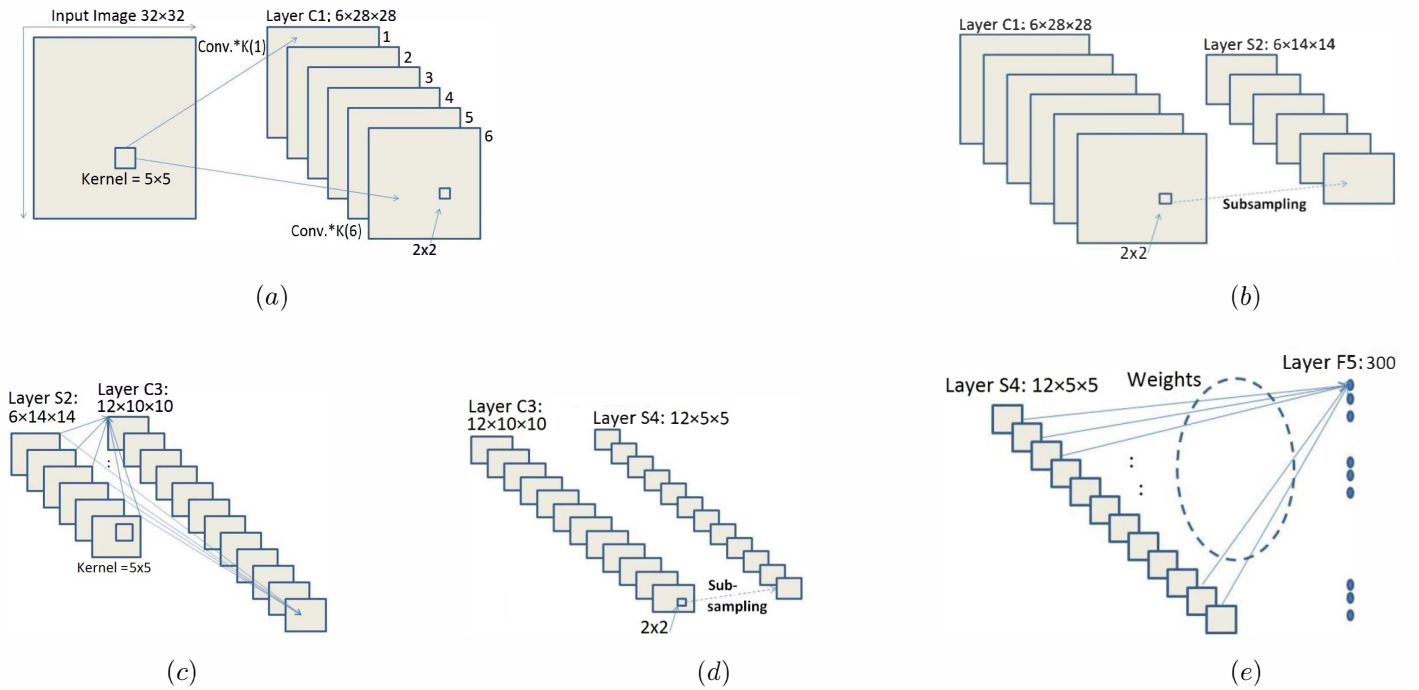 Input Image 32×32
Layer C1: 6×28×28
Conv.*K(1)
1
2
3
4
5
6
Kernel = 5×5
Conv.*K(6)
2x2
(a)
Layer C1: 6×28×28
Layer S2: 6×14×14
Subsampling
2x2
(b)
Layer S2:
6×14×14
Layer C3:
12×10×10
:
Kernel =5x5
(c)
Layer C3:
12×10×10
Layer S4: 12×5×5
Sub-
sampling
2x2
(d)
Layer S4: 12×5×5
Weights
Layer F5: 300
:
:
(e)